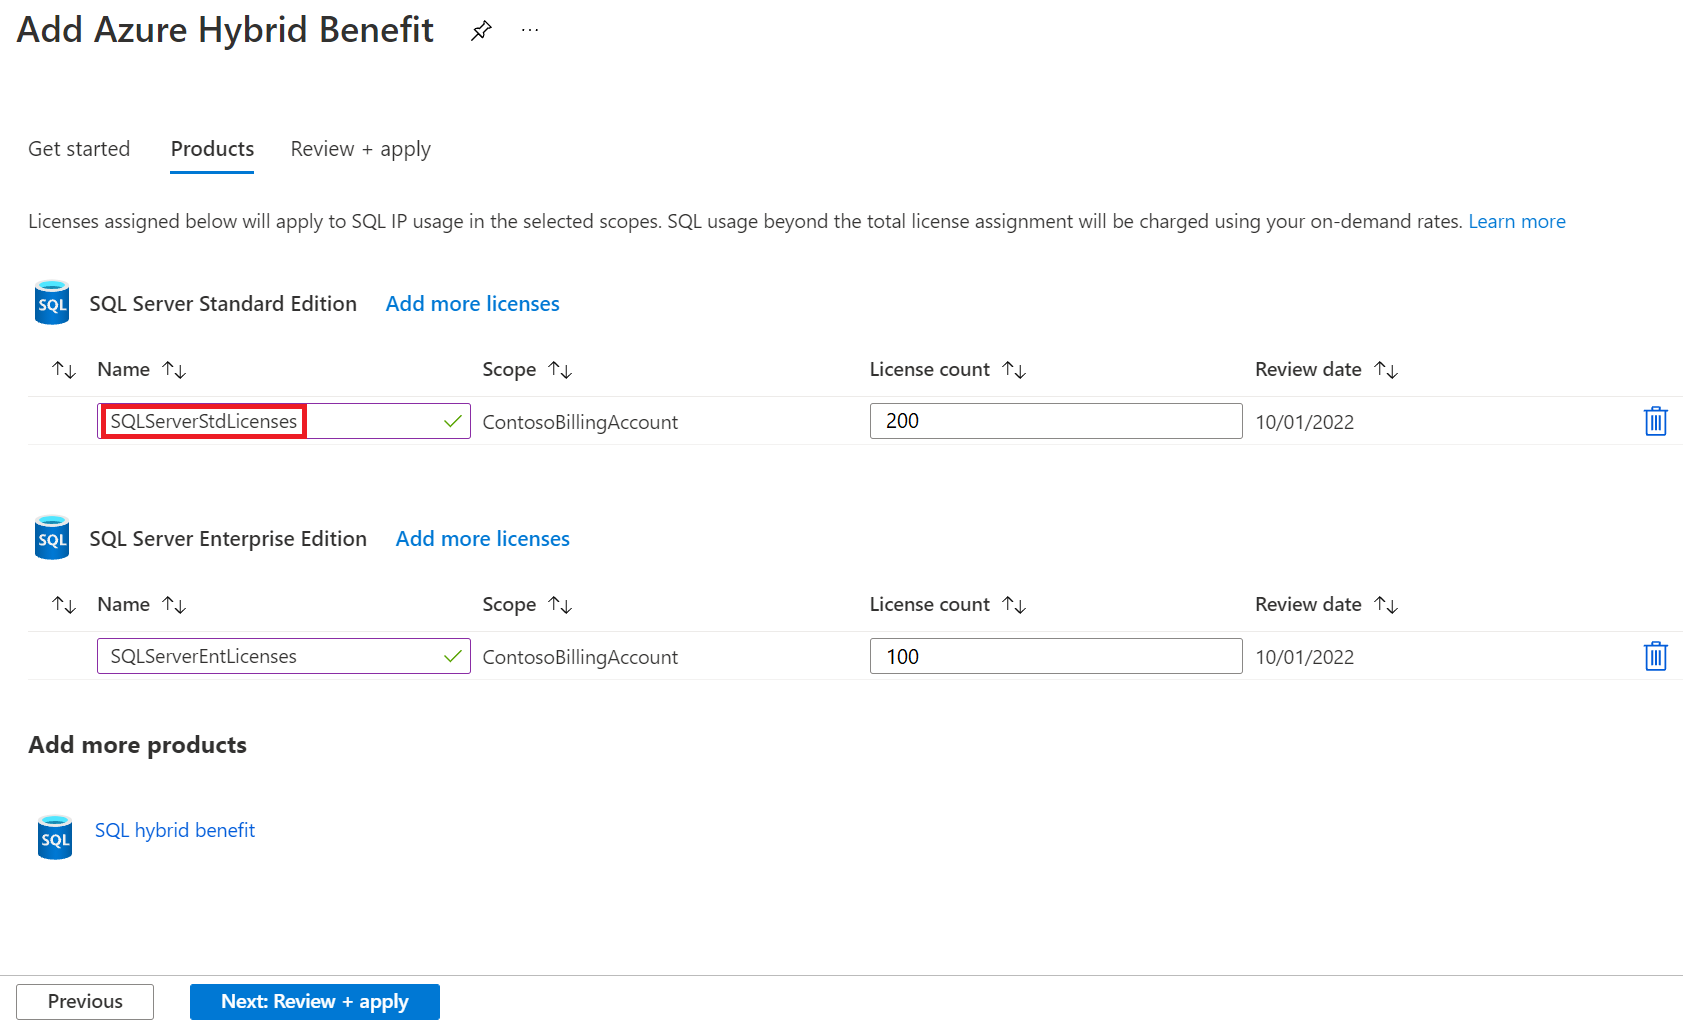 Add Azure Hybrid Benefit ...
Get started Products Review + apply
Licenses assigned below will apply to SQL IP usage in the selected scopes. SQL usage beyond the total license assignment will be charged using your on-demand rates. Learn more
SQL SQL Server Standard Edition Add more licenses
Name Scope License count Review date
SQLServerStdLicenses ContosoBillingAccount 200 10/01/2022
SQL SQL Server Enterprise Edition Add more licenses
Name Scope License count Review date
SQLServerEntLicenses ContosoBillingAccount 100 10/01/2022
Add more products
SQL SQL hybrid benefit
Previous Next: Review + apply